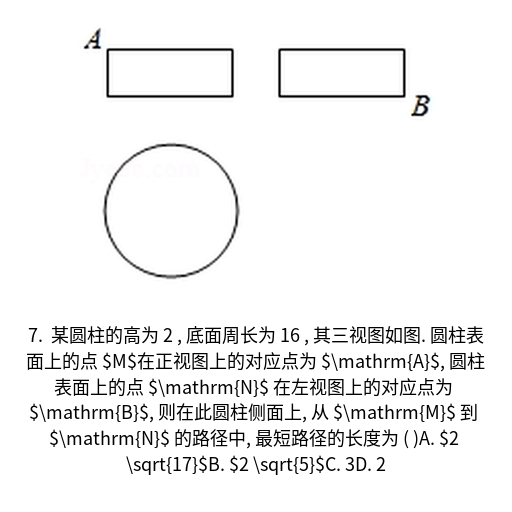 A
B
7. 某圆柱的高为 2 , 底面周长为 16 , 其三视图如图. 圆柱表
面上的点 $M$在正视图上的对应点为 $\mathrm{A}$, 圆柱
表面上的点 $\mathrm{N}$ 在左视图上的对应点为
$\mathrm{B}$, 则在此圆柱侧面上, 从 $\mathrm{M}$ 到
$\mathrm{N}$ 的路径中, 最短路径的长度为 ( )A. $2
\sqrt{17}$B. $2 \sqrt{5}$C. 3D. 2